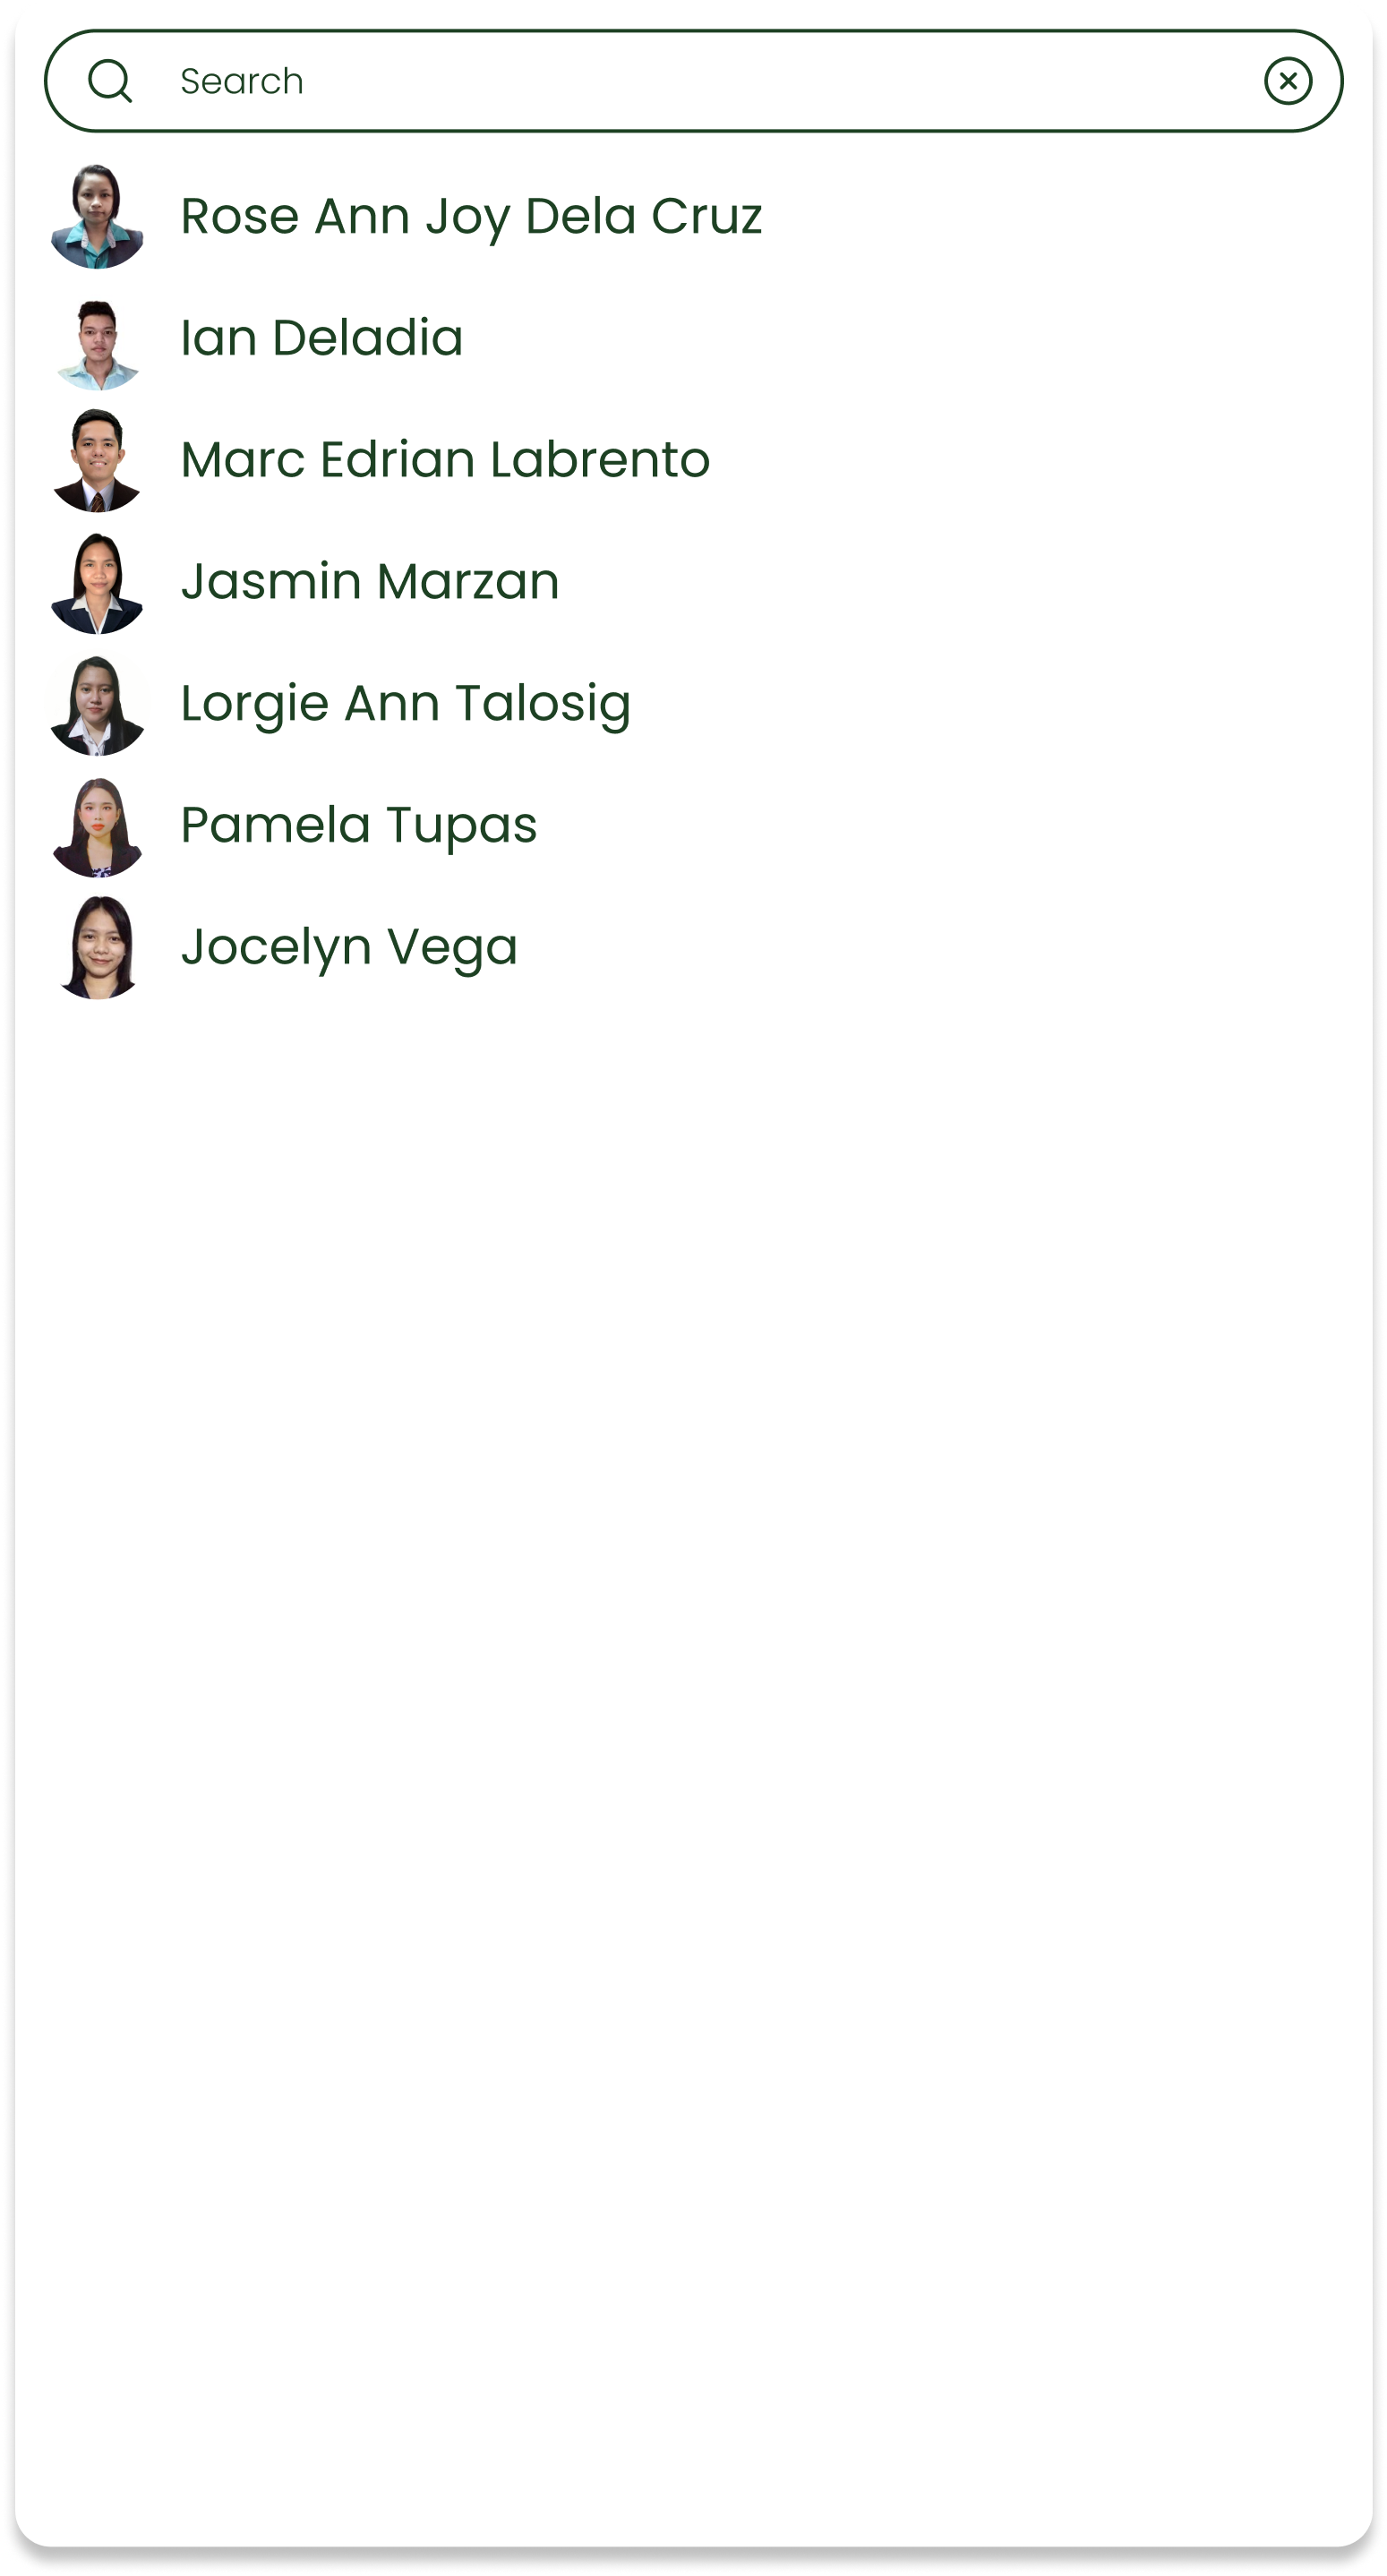 Search
Rose Ann Joy Dela Cruz
Ian Deladia
Marc Edrian Labrento
Jasmin Marzan
Lorgie Ann Talosig
Pamela Tupas
Jocelyn Vega